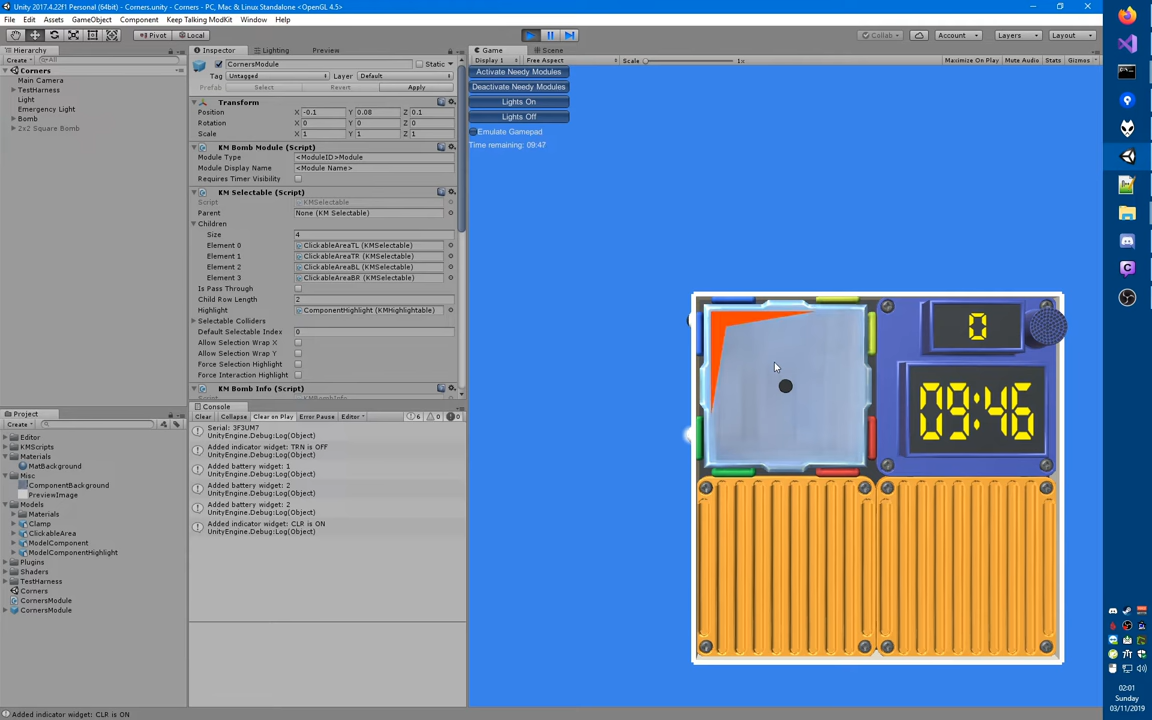 Unity 2017.4.22f1 Personal (64bit) - Corners.unity - Corners - PC, Mac & Linux Standalone <OpenGL 4.5>
File Edit Assets GameObject Component Keep Talking ModKit Window Help
Pivot Local Collab Account Layers Layout
Hierarchy
Create All
Corners
Main Camera
TestHarness
Light
Emergency Light
Bomb
2x2 Square Bomb
Inspector Lighting Preview
CornersModule Static
Tag Untagged Layer Default
Prefab Select Revert Apply
Transform
Position X -0.1 Y 0.08 Z 0.1
Rotation X 0 Y 0 Z 0
Scale X 1 Y 1 Z 1
KM Bomb Module (Script)
Module Type <ModuleID>Module
Module Display Name <Module Name>
Requires Timer Visibility
KM Selectable (Script)
Script KMSelectable
Parent None (KM Selectable)
Children
Size 4
Element 0 ClickableAreaTL (KMSelectable)
Element 1 ClickableAreaTR (KMSelectable)
Element 2 ClickableAreaBL (KMSelectable)
Element 3 ClickableAreaBR (KMSelectable)
Is Pass Through
Child Row Length 2
Highlight ComponentHighlight (KMHighlightable)
Selectable Colliders
Default Selectable Index 0
Allow Selection Wrap X
Allow Selection Wrap Y
Force Selection Highlight
Force Interaction Highlight
KM Bomb Info (Script)
Game Scene
Display 1 Free Aspect Scale 1x Maximize On Play Mute Audio Stats Gizmos
Activate Needy Modules
Deactivate Needy Modules
Lights On
Lights Off
Emulate Gamepad
Time remaining: 09:47
0
09:46
Project
Create
Editor
KMScripts
Materials
MatBackground
Misc
ComponentBackground
PreviewImage
Models
Materials
Clamp
ClickableArea
ModelComponent
ModelComponentHighlight
Plugins
Shaders
TestHarness
Corners
CornersModule
CornersModule
Console
Clear Collapse Clear on Play Error Pause Editor 6 0 0
Serial: 3F3UM7
UnityEngine.Debug:Log(Object)
Added indicator widget: TRN is OFF
UnityEngine.Debug:Log(Object)
Added battery widget: 1
UnityEngine.Debug:Log(Object)
Added battery widget: 2
UnityEngine.Debug:Log(Object)
Added battery widget: 2
UnityEngine.Debug:Log(Object)
Added indicator widget: CLR is ON
UnityEngine.Debug:Log(Object)
Added indicator widget: CLR is ON
02:01
Sunday
03/11/2019